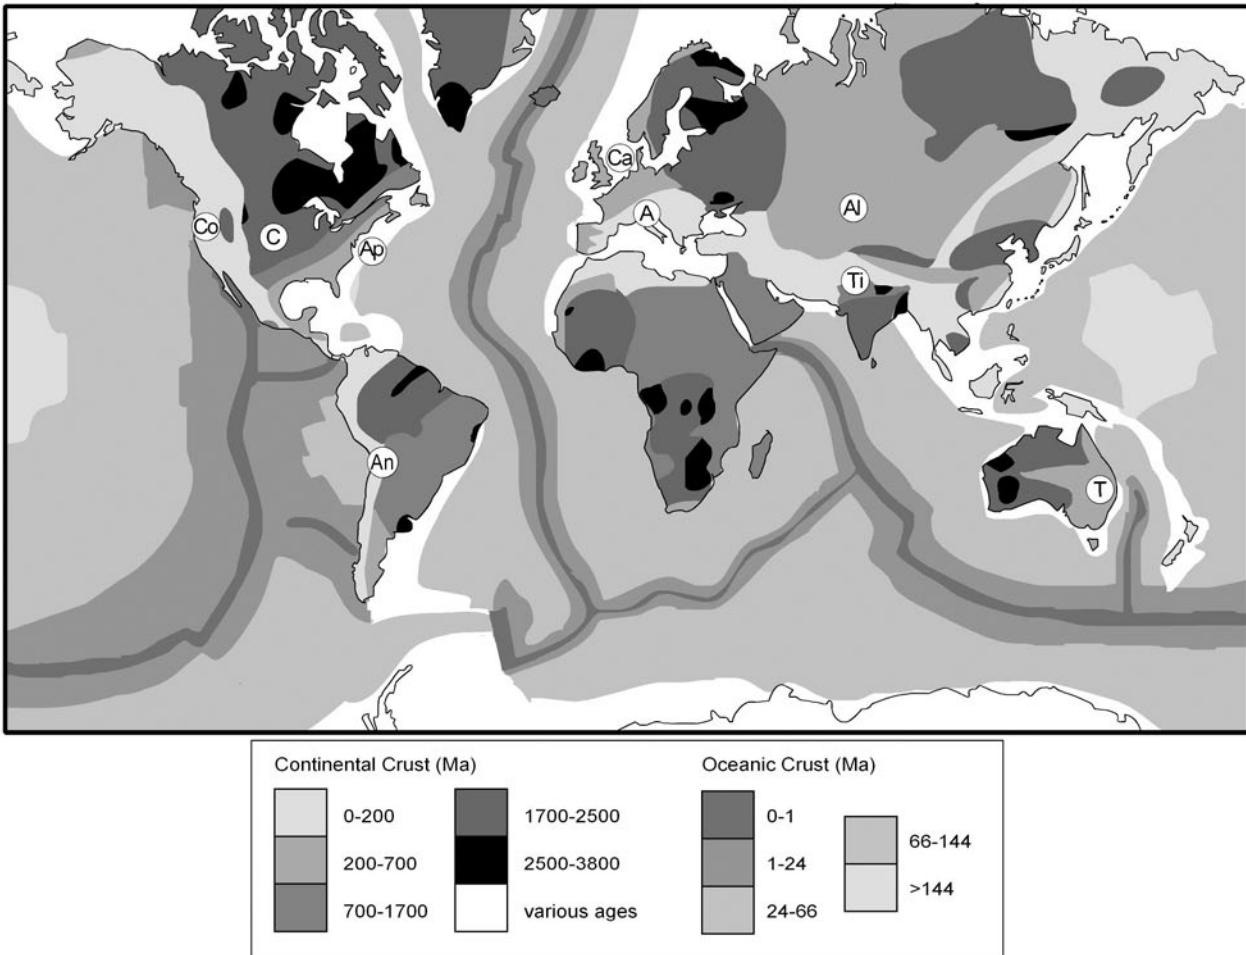 Ca
Co
C
Ap
A
Al
Ti
An
T
Continental Crust (Ma)
0-200
200-700
700-1700
1700-2500
2500-3800
various ages
Oceanic Crust (Ma)
0-1
1-24
24-66
66-144
>144